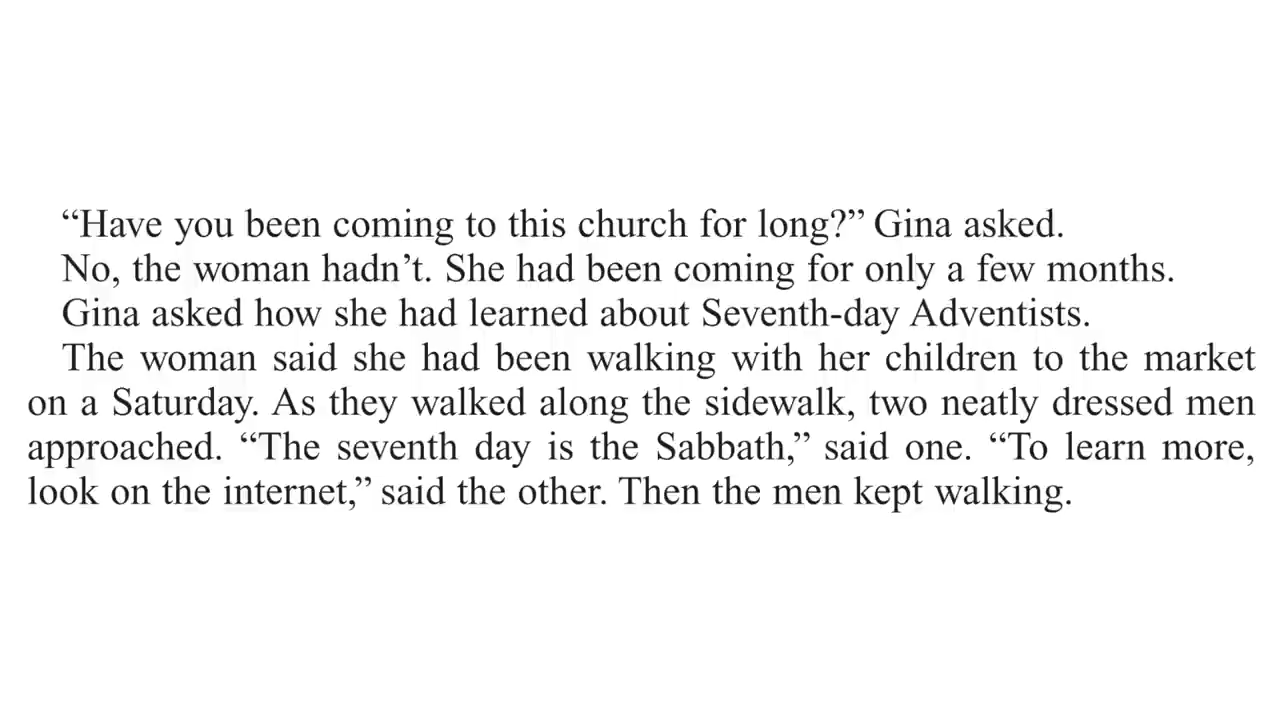 “Have you been coming to this church for long?” Gina asked.
No, the woman hadn’t. She had been coming for only a few months.
Gina asked how she had learned about Seventh-day Adventists.
The woman said she had been walking with her children to the market
on a Saturday. As they walked along the sidewalk, two neatly dressed men
approached. “The seventh day is the Sabbath,” said one. “To learn more,
look on the internet,” said the other. Then the men kept walking.